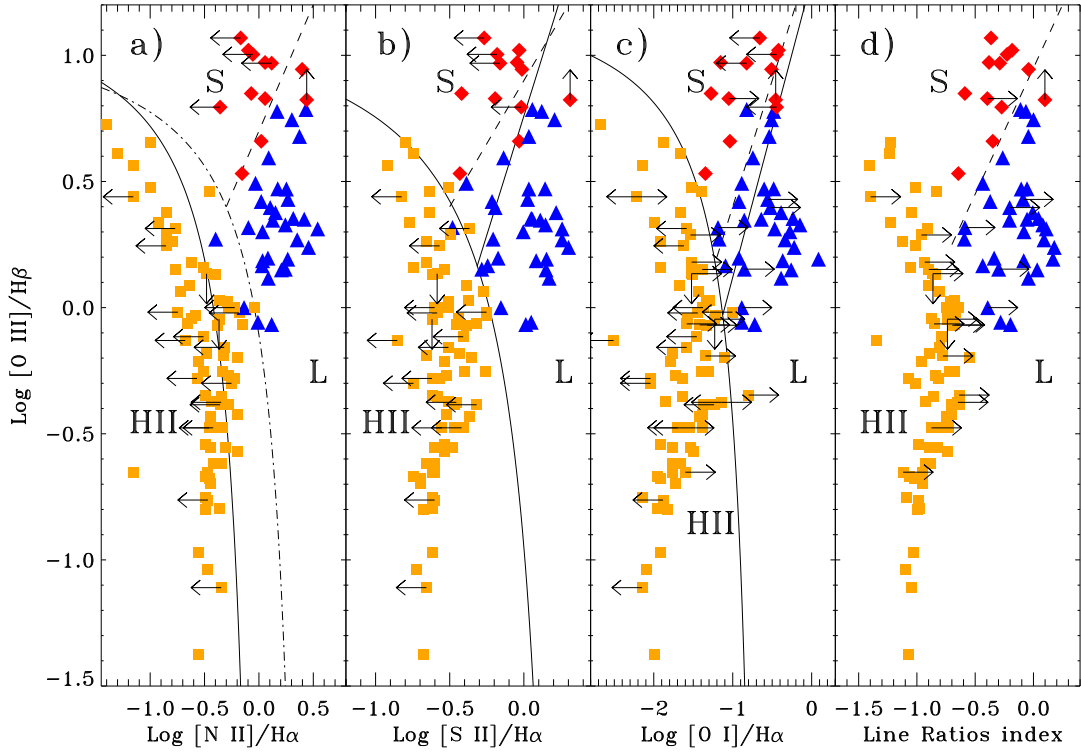 a) b) c) d)
S S S S
L L L L
HII HII HII HII
1.0
0.5
0.0
−0.5
−1.0
−1.5
Log [O III]/Hβ
−1.0 −0.5 0.0 0.5
−1.0 −0.5 0.0
−2 −1 0
−1.5 −1.0 −0.5 0.0
Log [N II]/Hα
Log [S II]/Hα
Log [O I]/Hα
Line Ratios index